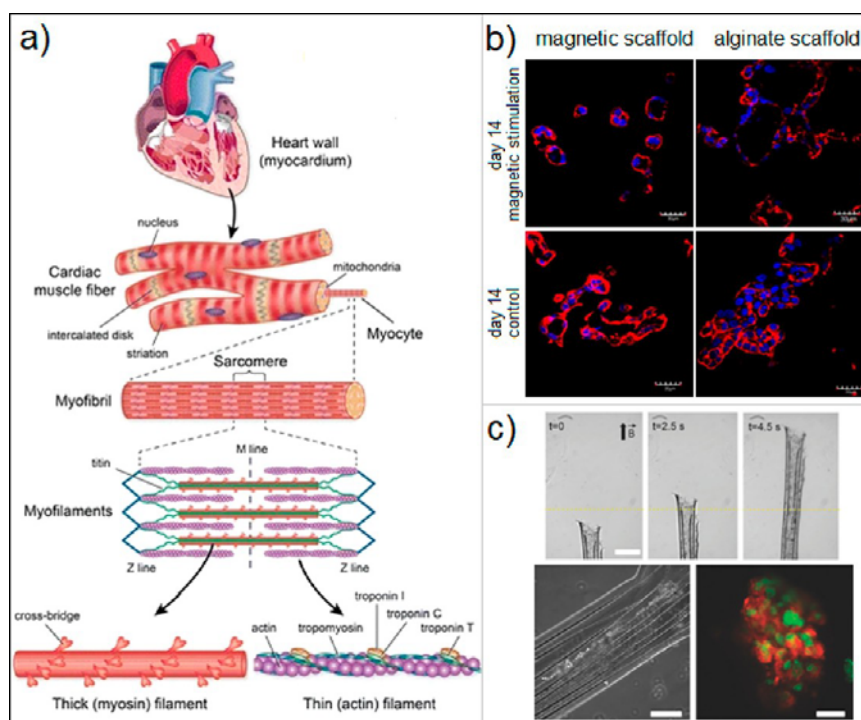 a)
Heart wall
(myocardium)
nucleus
mitochondria
Cardiac
muscle fiber
Myocyte
intercalated disk
striation
Sarcomere
Myofibril
M line
titin
Myofilaments
Z line
Z line
cross-bridge
troponin I
troponin C
tropomyosin
troponin T
actin
Thick (myosin) filament
Thin (actin) filament
b)
magnetic scaffold
alginate scaffold
day 14
magnetic stimulation
day 14
control
c)
t=0
B
t=2.5 s
t=4.5 s